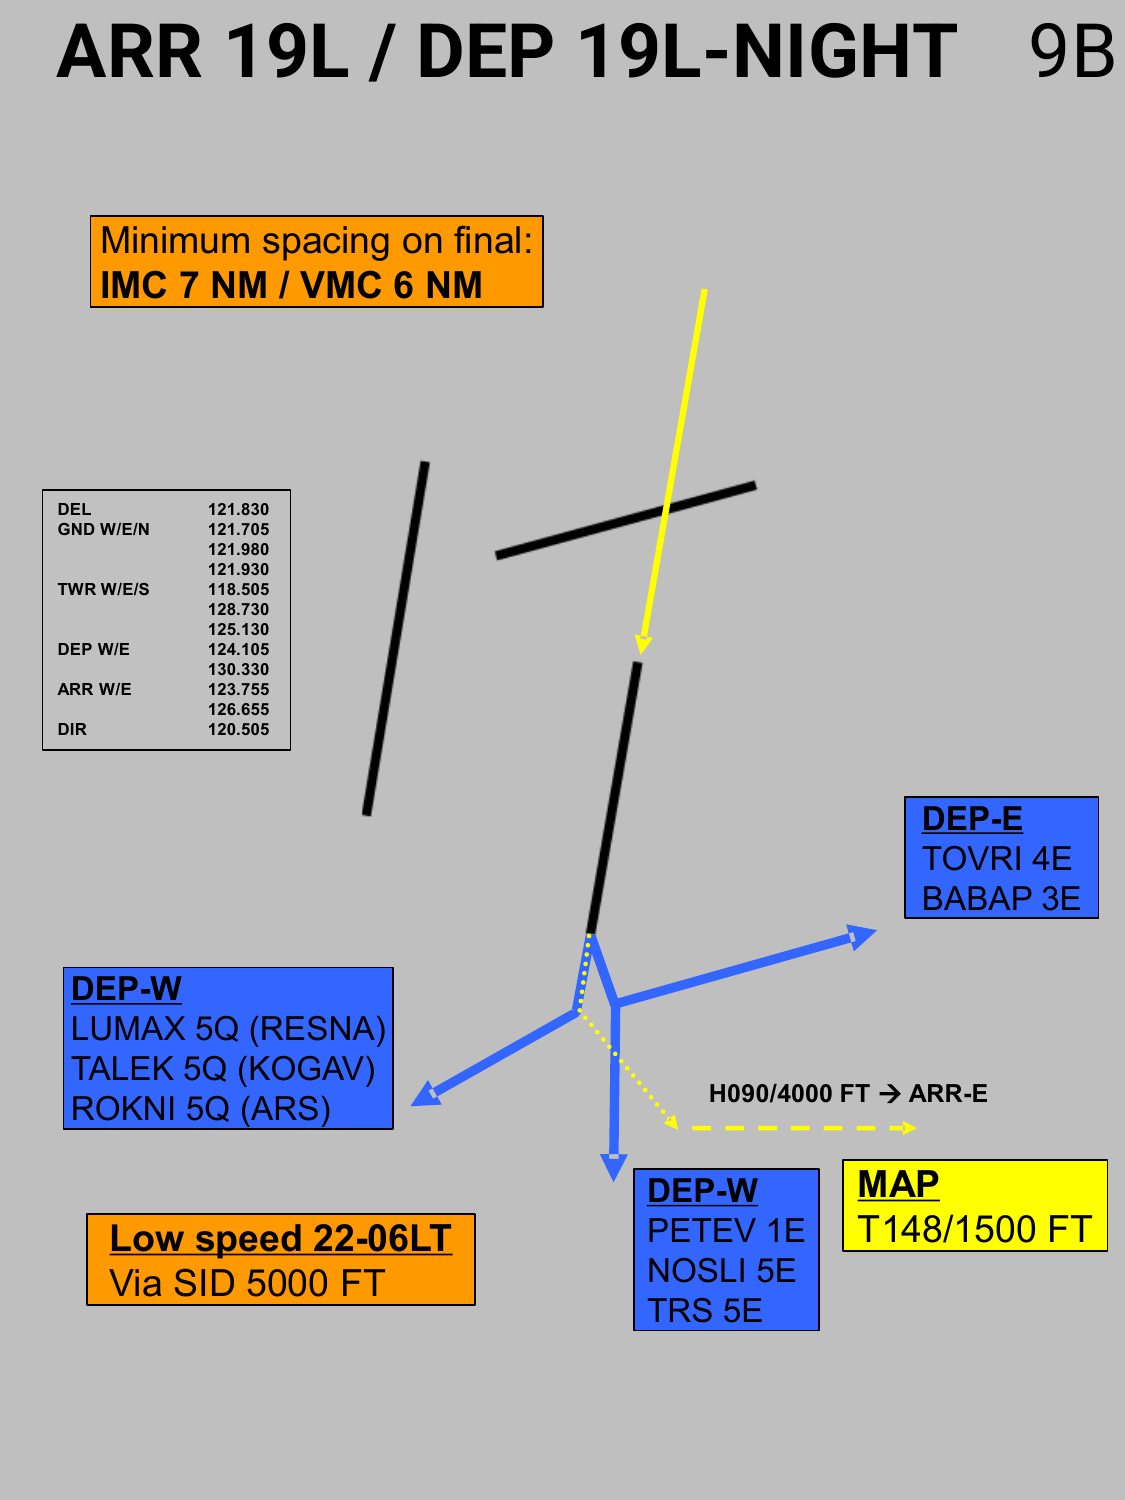 ARR 19L / DEP 19L-NIGHT 9B
Minimum spacing on final:
IMC 7 NM / VMC 6 NM
DEL 121.830
GND W/E/N 121.705
121.980
121.930
TWR W/E/S 118.505
128.730
125.130
DEP W/E 124.105
130.330
ARR W/E 123.755
126.655
DIR 120.505
DEP-E
TOVRI 4E
BABAP 3E
DEP-W
LUMAX 5Q (RESNA)
TALEK 5Q (KOGAV)
ROKNI 5Q (ARS)
H090/4000 FT → ARR-E
MAP
T148/1500 FT
DEP-W
PETEV 1E
NOSLI 5E
TRS 5E
Low speed 22-06LT
Via SID 5000 FT